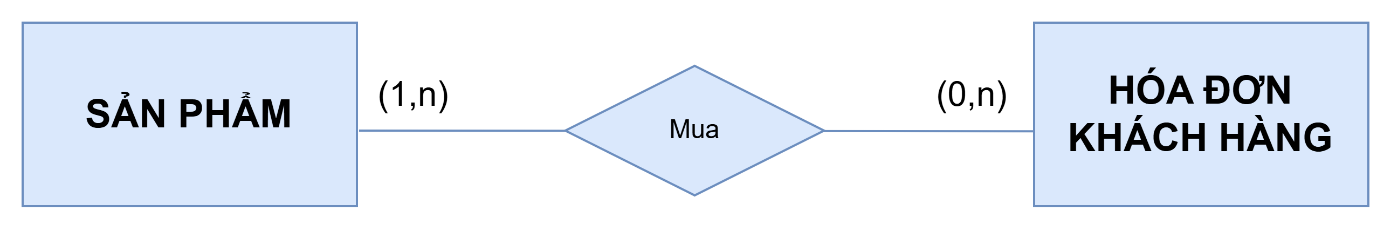 SẢN PHẨM
(1,n)
Mua
(0,n)
HÓA ĐƠN
KHÁCH HÀNG